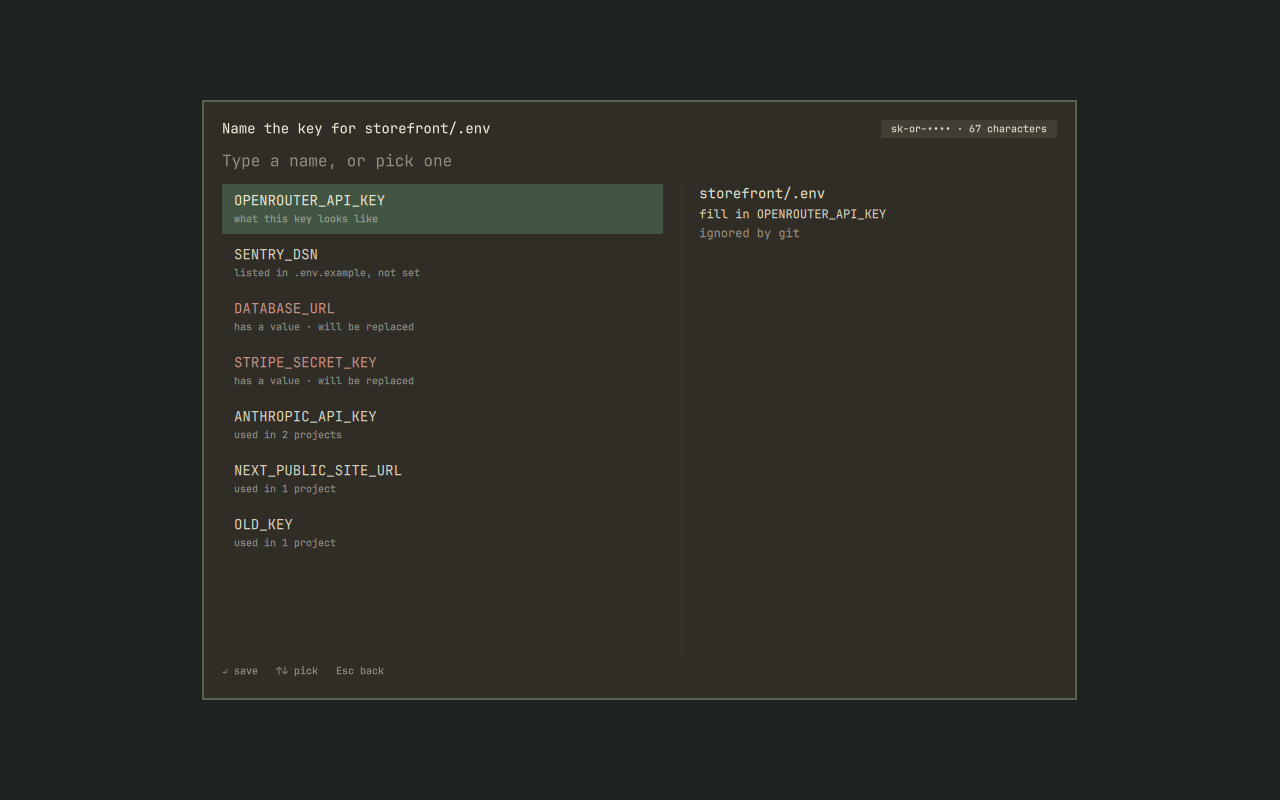 Name the key for storefront/.env
sk-or-•••• · 67 characters
Type a name, or pick one
OPENROUTER_API_KEY
what this key looks like
SENTRY_DSN
listed in .env.example, not set
DATABASE_URL
has a value · will be replaced
STRIPE_SECRET_KEY
has a value · will be replaced
ANTHROPIC_API_KEY
used in 2 projects
NEXT_PUBLIC_SITE_URL
used in 1 project
OLD_KEY
used in 1 project
storefront/.env
fill in OPENROUTER_API_KEY
ignored by git
⏎ save ↑↓ pick Esc back